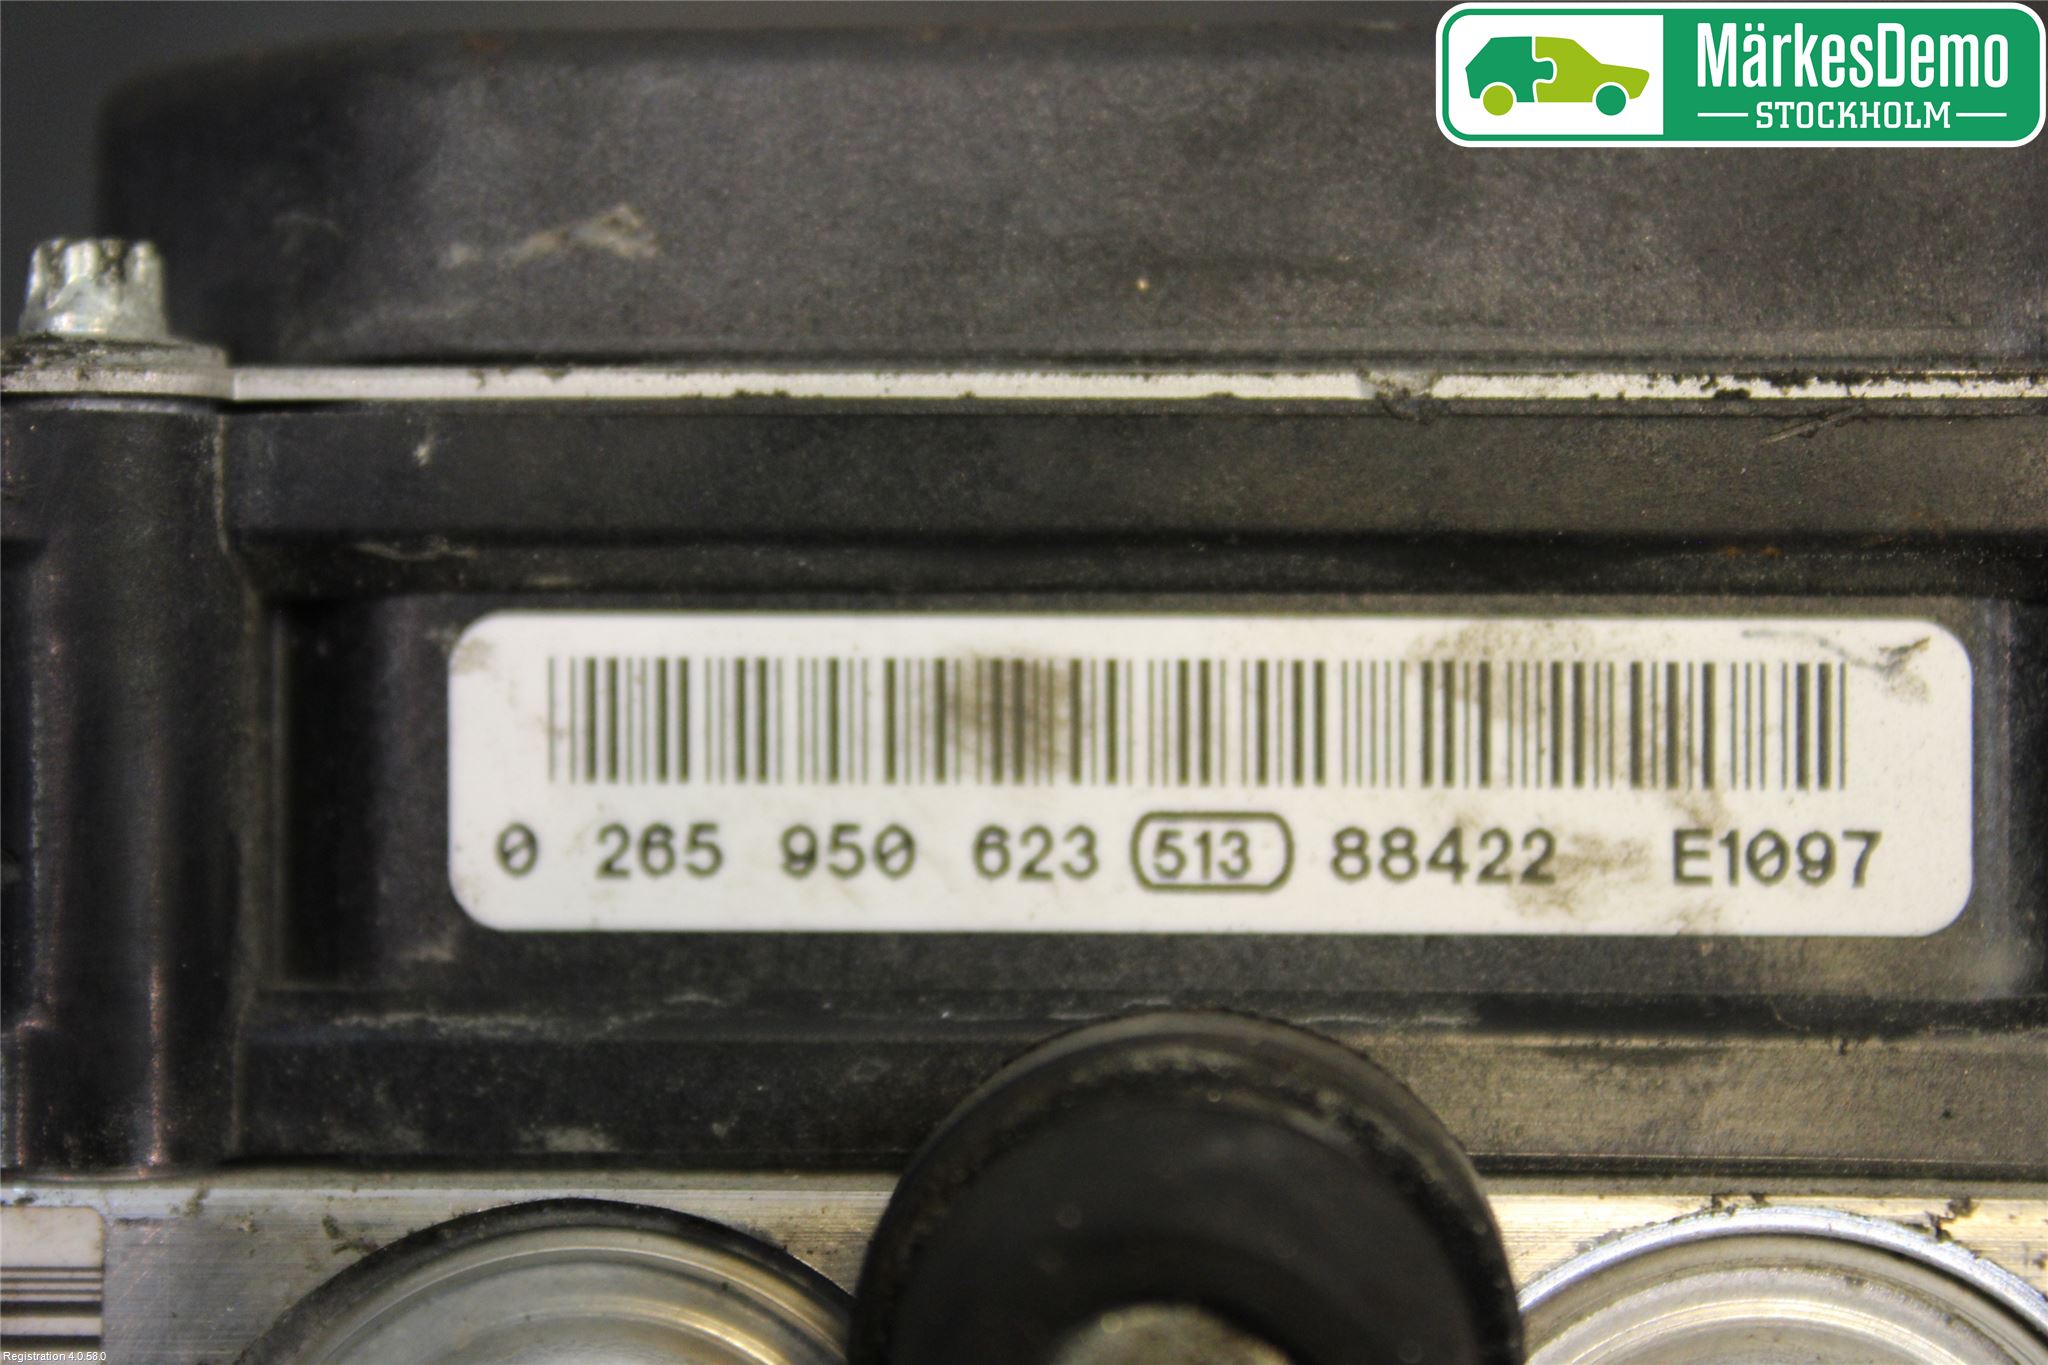 MärkesDemo
STOCKHOLM
0 265 950 623 513 88422 E1097
Registration 4.0.58.0